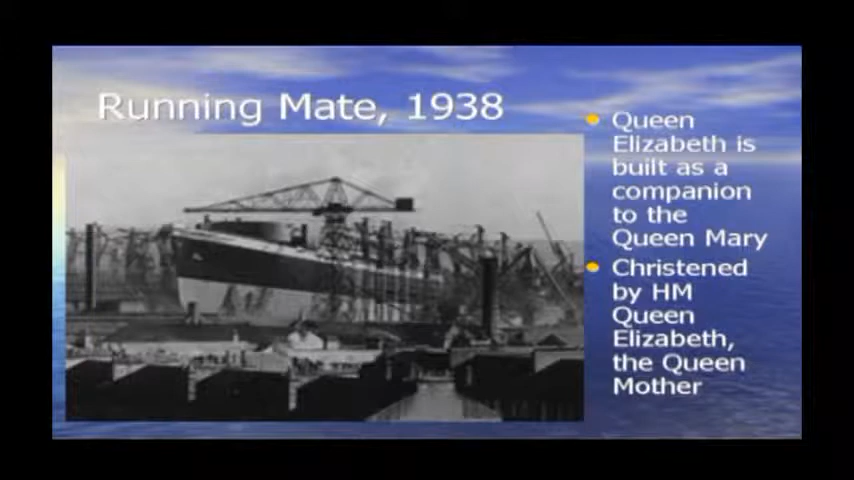 Running Mate, 1938
Queen
Elizabeth is
built as a
companion
to the
Queen Mary
Christened
by HM
Queen
Elizabeth,
the Queen
Mother